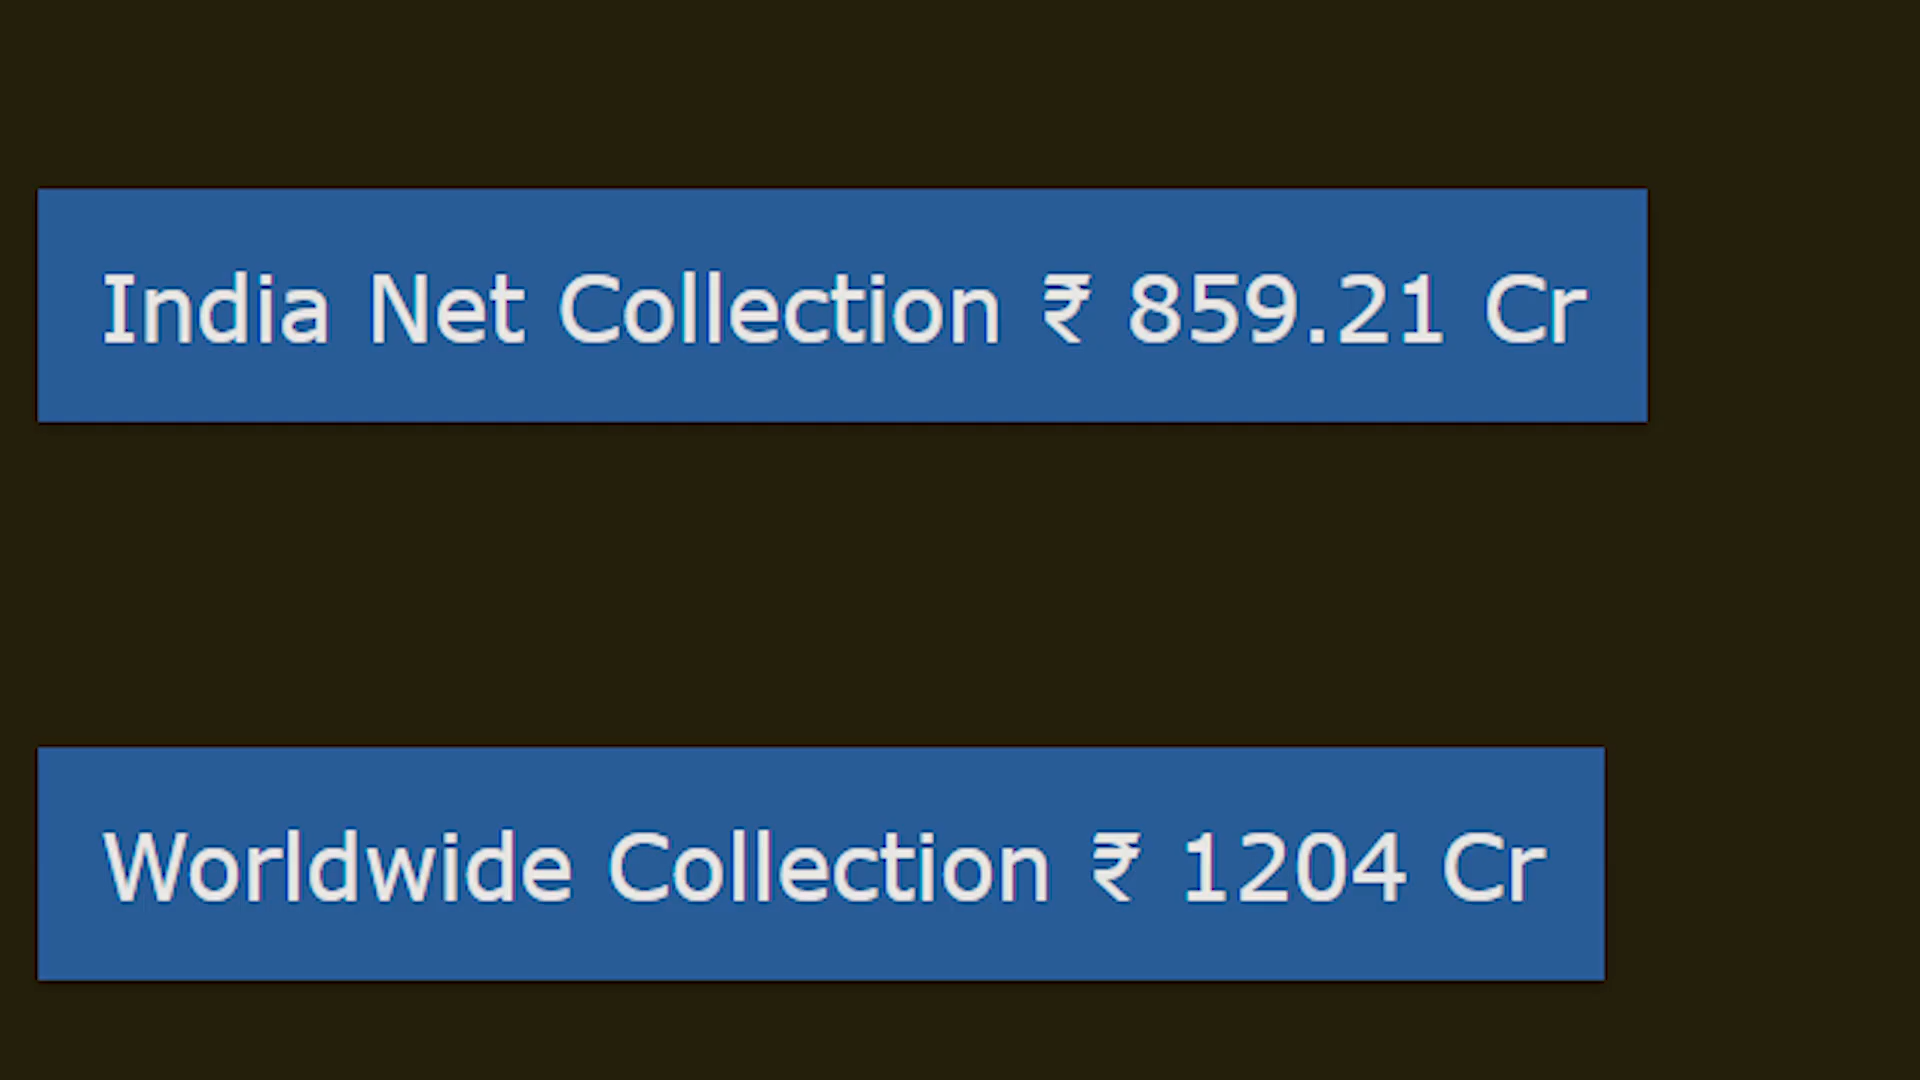 India Net Collection ₹ 859.21 Cr
Worldwide Collection ₹ 1204 Cr